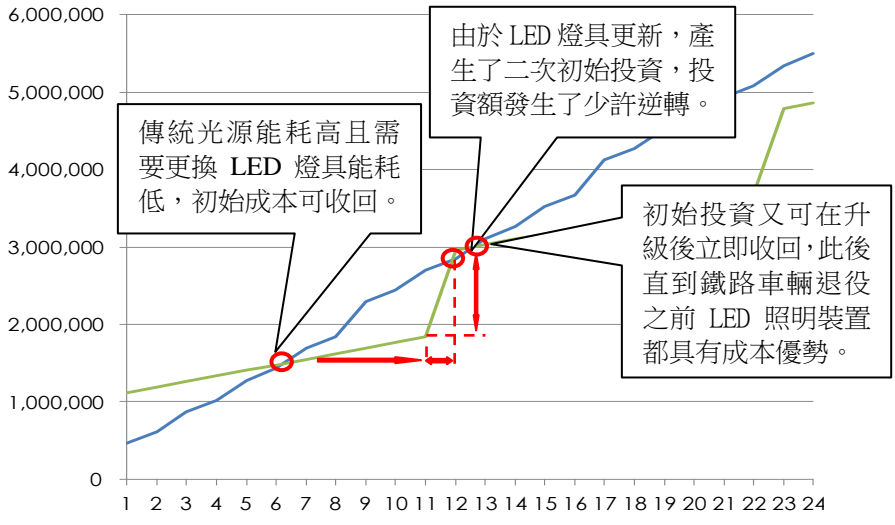 6,000,000
5,000,000
4,000,000
3,000,000
2,000,000
1,000,000
0
由於 LED 燈具更新，產
生了二次初始投資，投
資額發生了少許逆轉。
傳統光源能耗高且需
要更換 LED 燈具能耗
低，初始成本可收回。
初始投資又可在升
級後立即收回，此後
直到鐵路車輛退役
之前 LED 照明裝置
都具有成本優勢。
1 2 3 4 5 6 7 8 9 10 11 12 13 14 15 16 17 18 19 20 21 22 23 24